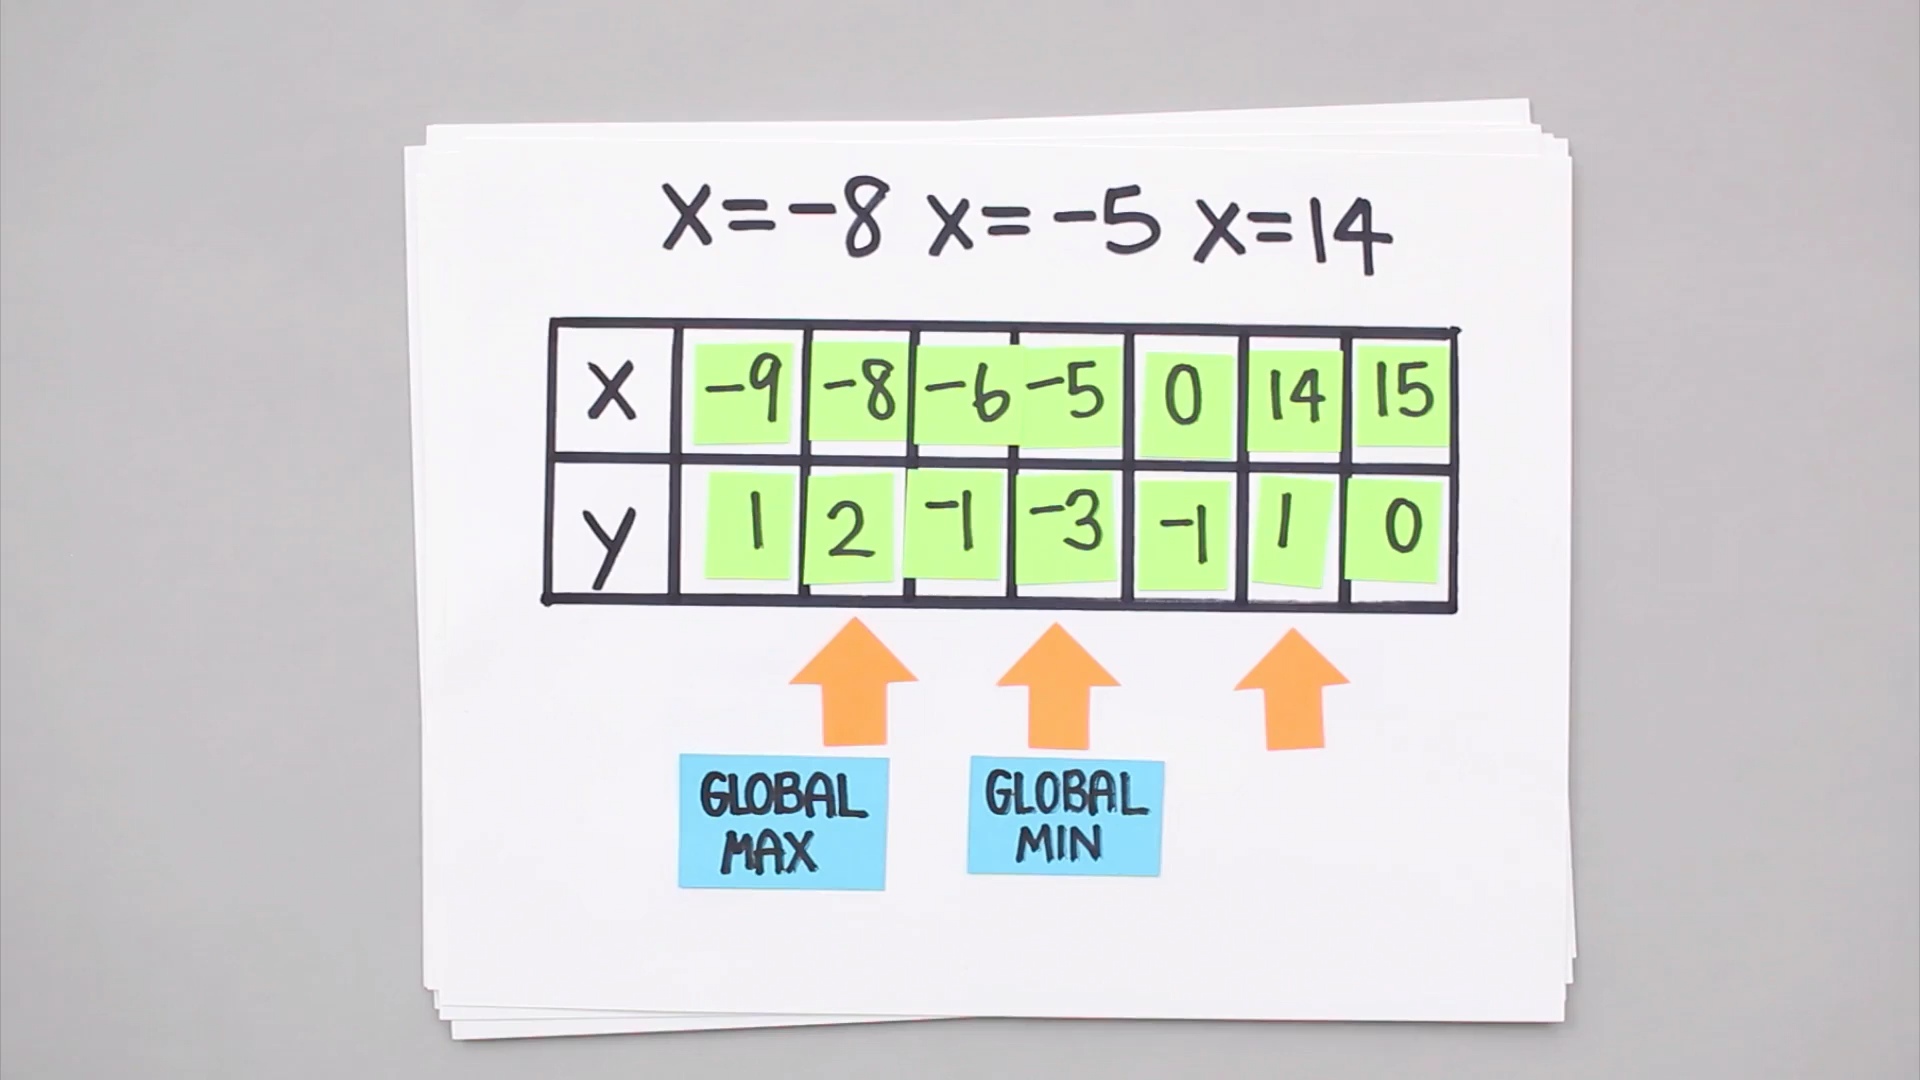 x=-8 x=-5 x=14
x -9 -8 -6 -5 0 14 15
y 1 2 -1 -3 -1 1 0
GLOBAL MAX
GLOBAL MIN